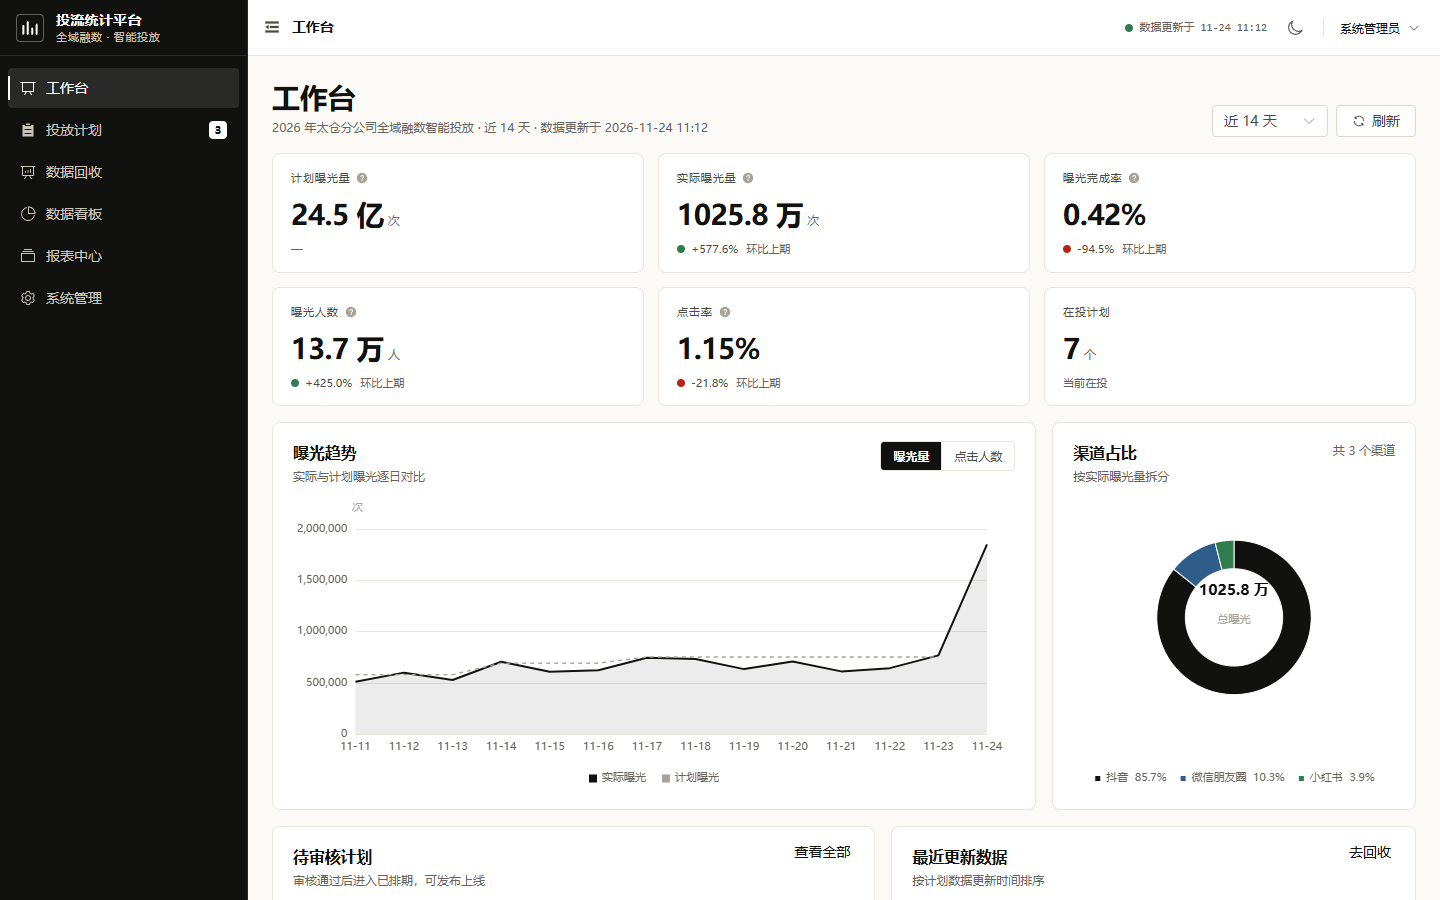 投流统计平台
全域融数 · 智能投放
工作台
投放计划
3
数据回收
数据看板
报表中心
系统管理
工作台
数据更新于 11-24 11:12
系统管理员
工作台
2026 年太仓分公司全域融数智能投放 · 近 14 天 · 数据更新于 2026-11-24 11:12
近 14 天
刷新
计划曝光量 ?
24.5 亿 次
—
实际曝光量 ?
1025.8 万 次
+577.6% 环比上期
曝光完成率 ?
0.42%
-94.5% 环比上期
曝光人数 ?
13.7 万 人
+425.0% 环比上期
点击率 ?
1.15%
-21.8% 环比上期
在投计划
7 个
当前在投
曝光趋势
实际与计划曝光逐日对比
曝光量 点击人数
次
2,000,000
1,500,000
1,000,000
500,000
0
11-11 11-12 11-13 11-14 11-15 11-16 11-17 11-18 11-19 11-20 11-21 11-22 11-23 11-24
实际曝光 计划曝光
渠道占比
共 3 个渠道
按实际曝光量拆分
1025.8 万
总曝光
抖音 85.7% 微信朋友圈 10.3% 小红书 3.9%
待审核计划
查看全部
审核通过后进入已排期，可发布上线
最近更新数据
去回收
按计划数据更新时间排序